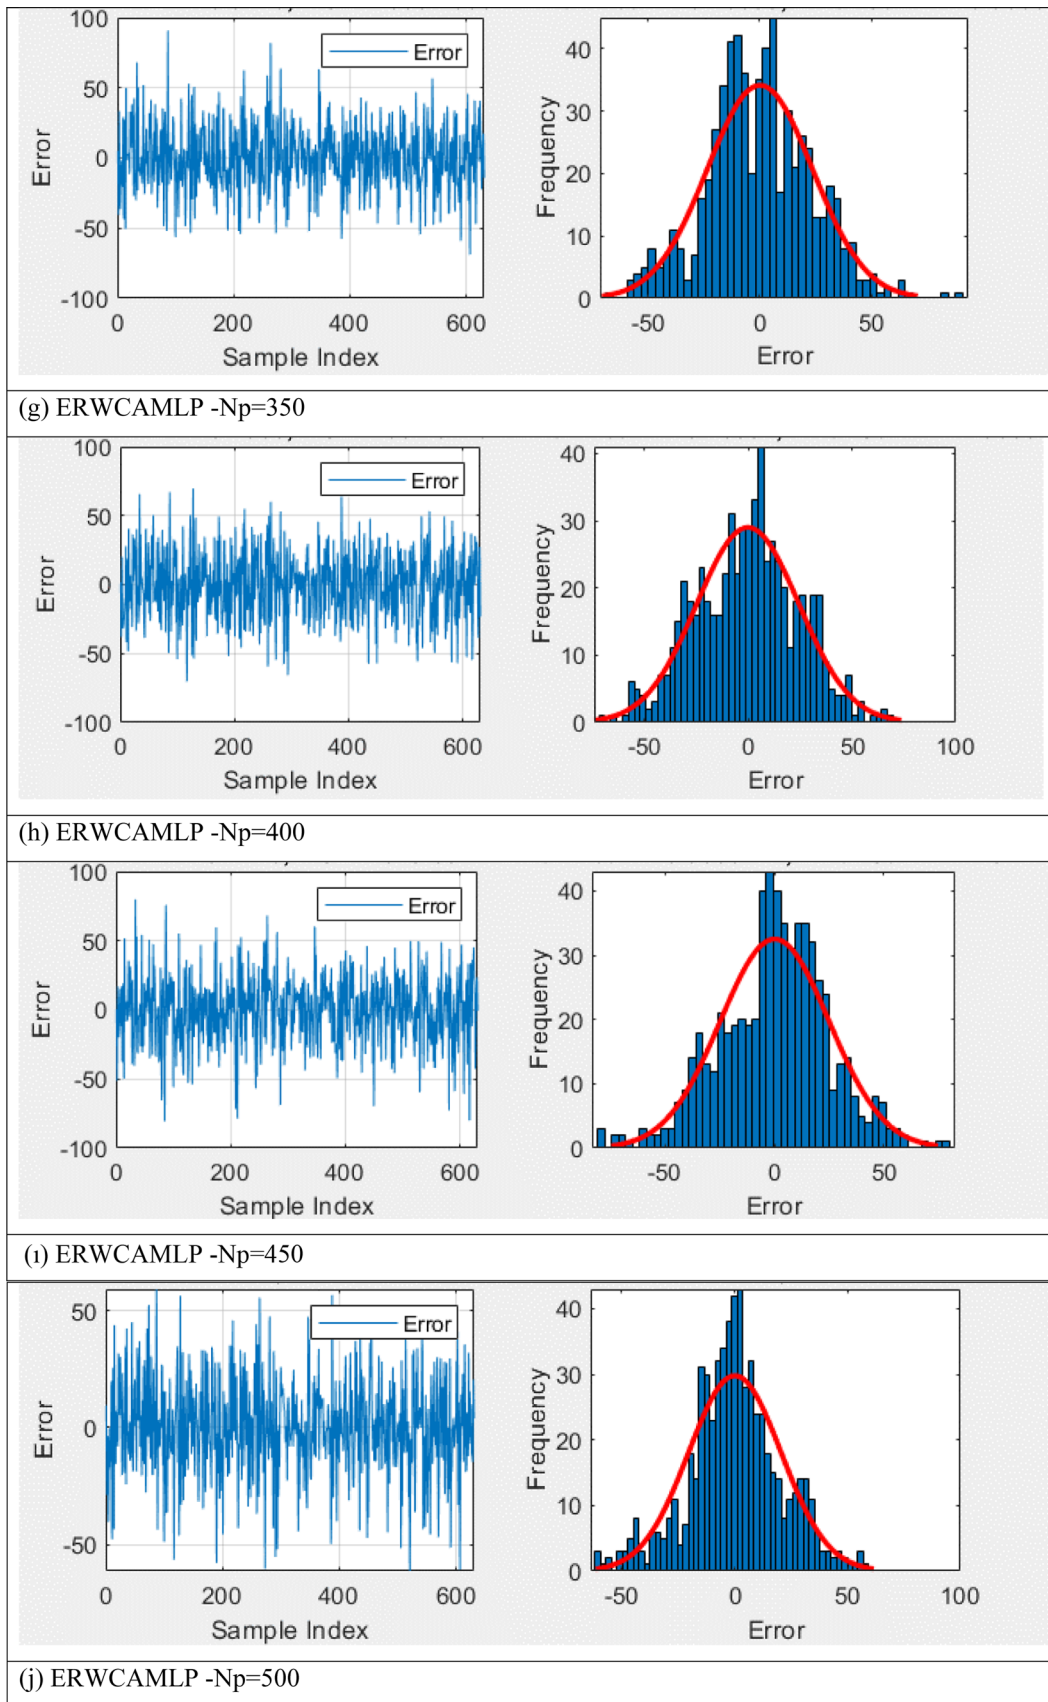 100
50
0
-50
-100
Error
Error
0
200
400
600
Sample Index
40
30
20
10
0
Frequency
-50
0
50
Error
(g) ERWCAMLP -Np=350
100
50
0
-50
-100
Error
Error
0
200
400
600
Sample Index
40
30
20
10
0
Frequency
-50
0
50
100
Error
(h) ERWCAMLP -Np=400
100
50
0
-50
-100
Error
Error
0
200
400
600
Sample Index
40
30
20
10
0
Frequency
-50
0
50
Error
(ı) ERWCAMLP -Np=450
50
0
-50
Error
Error
0
200
400
600
Sample Index
40
30
20
10
0
Frequency
-50
0
50
100
Error
(j) ERWCAMLP -Np=500